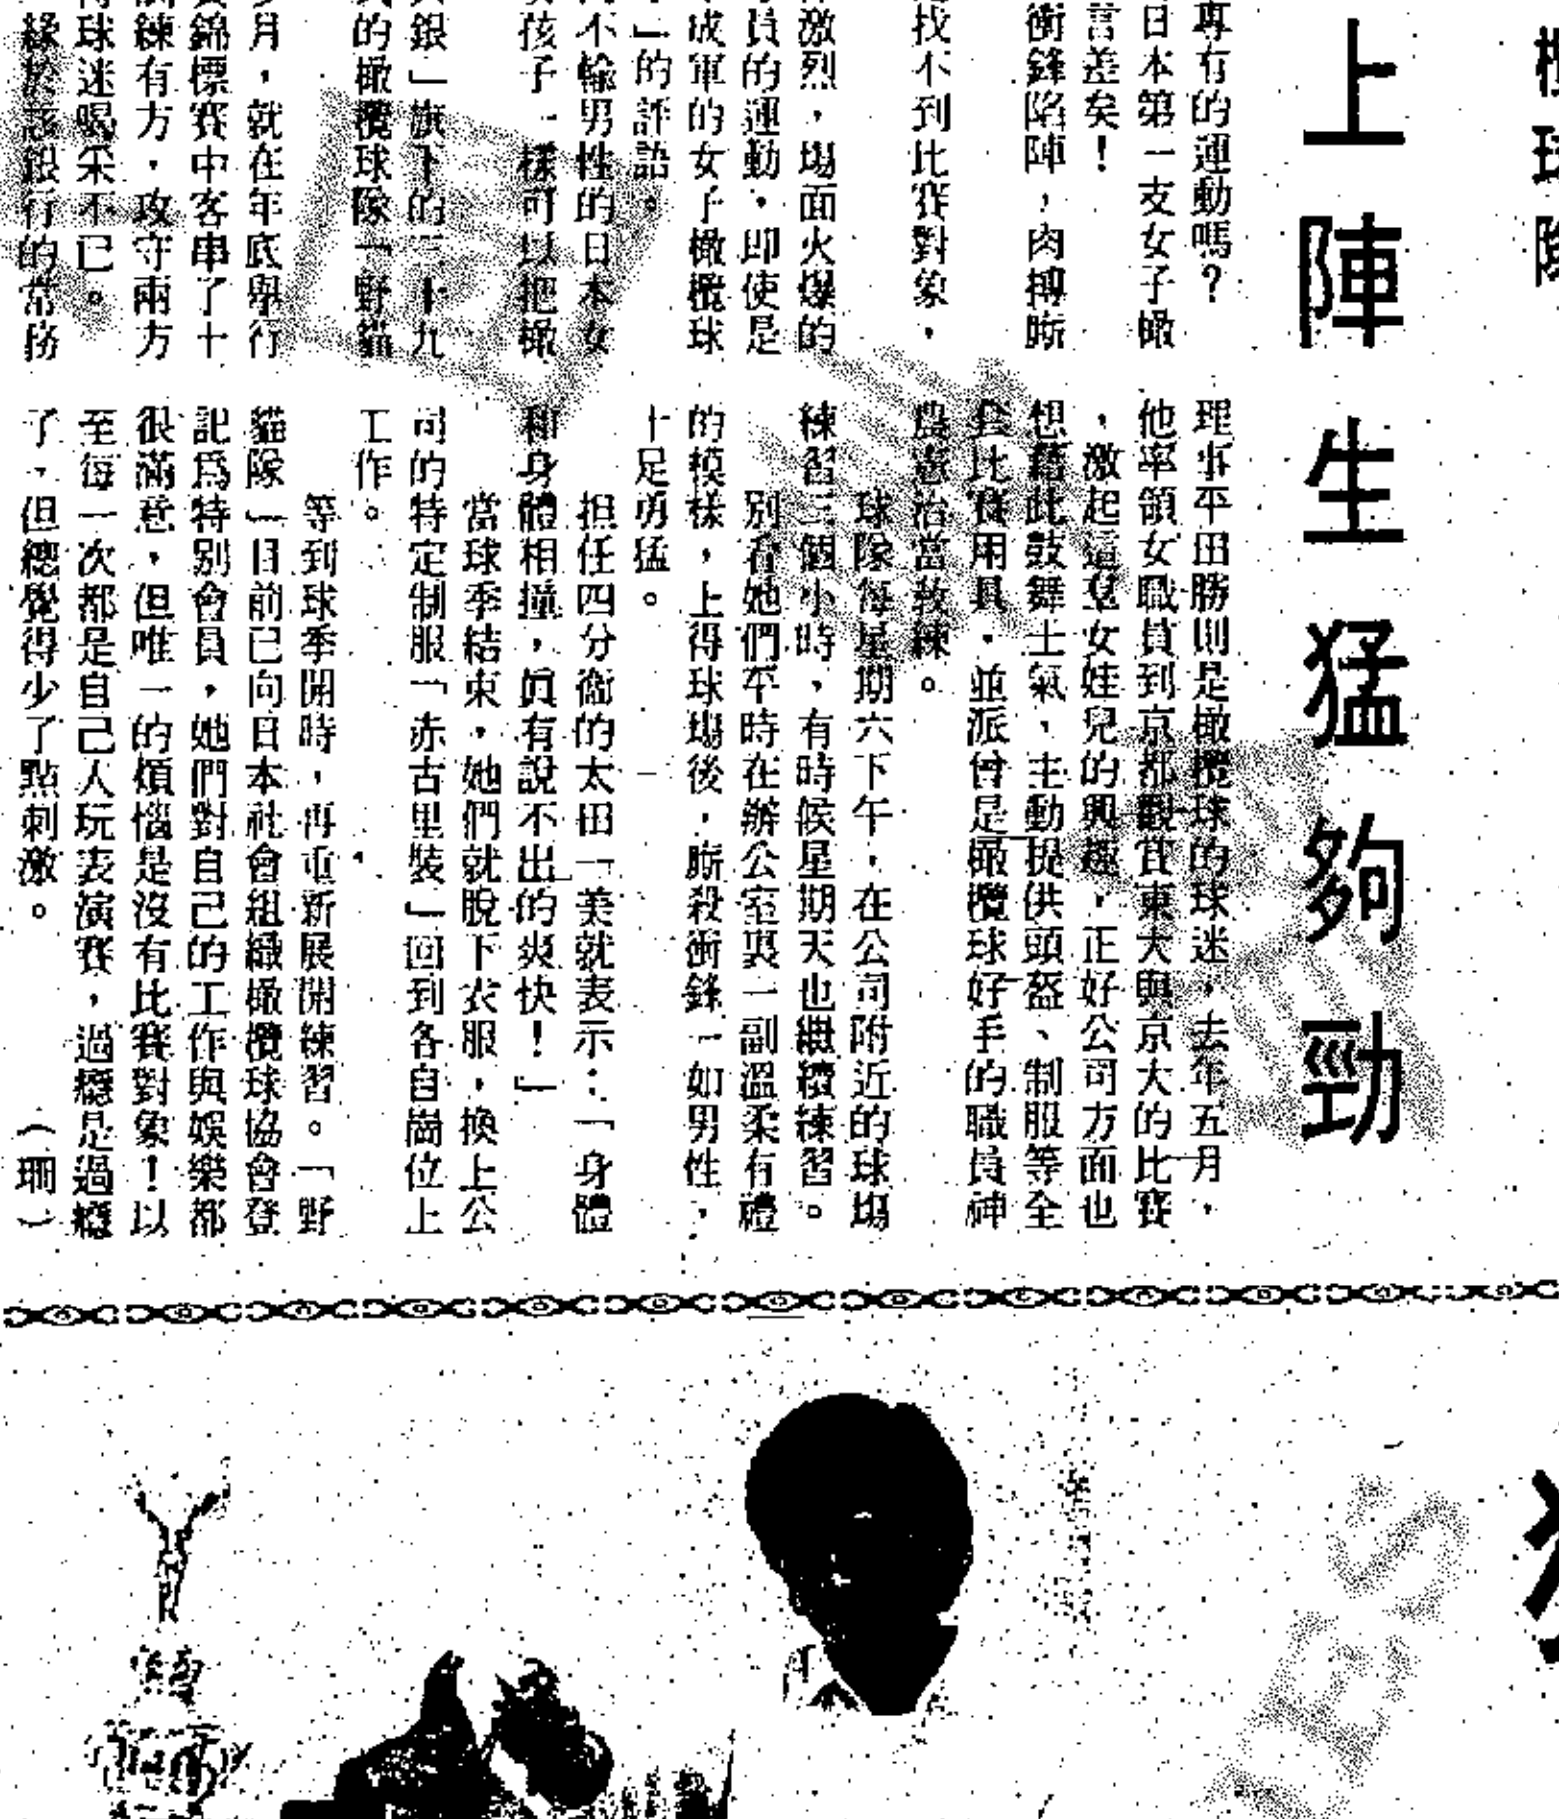 上陣生猛夠勁
專有的運動嗎？
日本第一支女子橄
言差矣！
衝鋒陷陣，肉搏廝
找不到比賽對象，
激烈，場面火爆的
員的運動，即使是
成軍的女子橄欖球
」的評語。
不輸男性的日本女
孩子一樣可以把橄
銀」旗下的三十九
的橄欖球隊「野貓
月，就在年底舉行
錦標賽中客串了十
練有方，攻守兩方
球迷喝采不已。
緣於該銀行的常務
理事平田勝則是橄欖球的球迷，去年五月，
他率領女職員到京都觀賞東大與京大的比賽
，激起這羣女娃兒的興趣，正好公司方面也
想藉此鼓舞士氣，主動提供頭盔、制服等全
套比賽用具，並派曾是橄欖球好手的職員神
農憲治當教練。
球隊每星期六下午，在公司附近的球場
練習三個小時，有時候星期天也繼續練習。
別看她們平時在辦公室裏一副溫柔有禮
的模樣，上得球場後，廝殺衝鋒一如男性，
十足勇猛。
担任四分衞的太田一美就表示：「身體
和身體相撞，眞有說不出的爽快！」
當球季結束，她們就脫下衣服，換上公
司的特定制服「赤古里裝」回到各自崗位上
工作。
等到球季開時，再重新展開練習。「野
貓隊」目前已向日本社會組織橄欖球協會登
記爲特別會員，她們對自己的工作與娛樂都
很滿意，但唯一的煩惱是沒有比賽對象！以
至每一次都是自己人玩表演賽，過癮是過癮
了，但總覺得少了點刺激。
（珊）